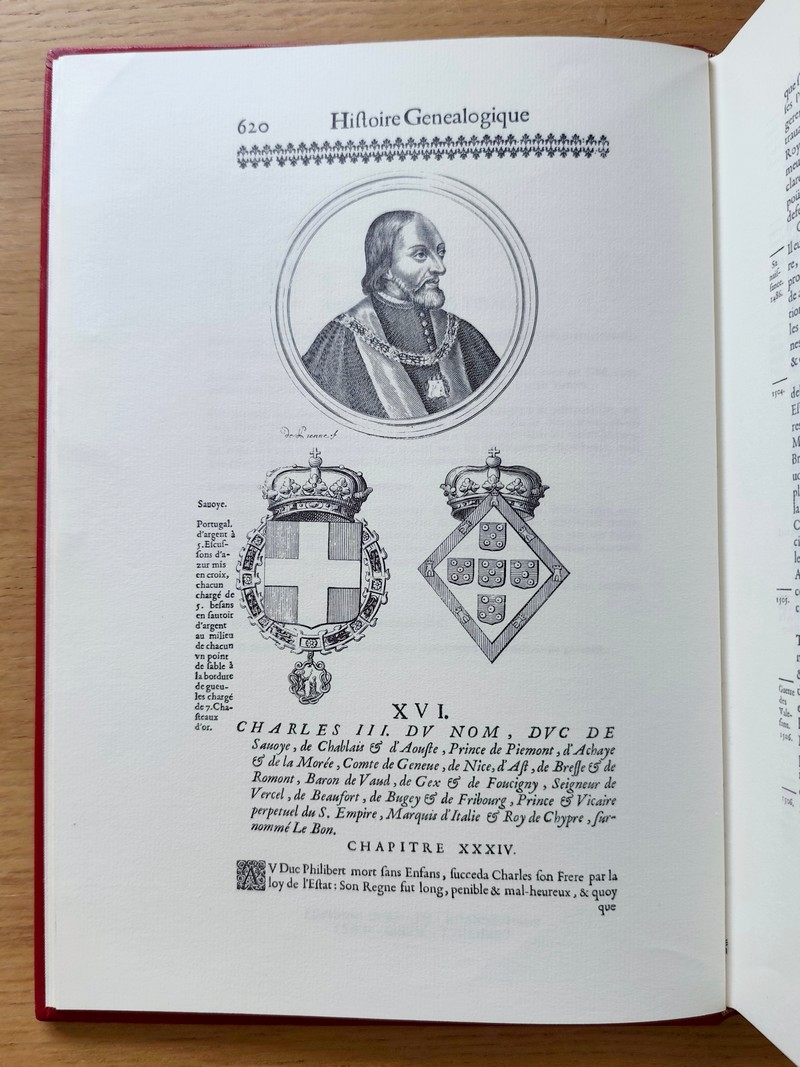 620
Hiſtoire Genealogique
Sauoye.
Portugal.
d'argent à
5. Eſcuſ-
ſons d'a-
zur mis
en croix,
chacun
chargé de
5. beſans
en ſautoir
d'argent
au milieu
de chacun
vn point
de ſable à
la bordure
de gueu-
les chargé
de 7. Cha-
ſteaux
d'or.
XVI.
CHARLES III. DV NOM, DVC DE
Sauoye, de Chablais & d'Aouſte, Prince de Piemont, d'Achaye
& de la Morée, Comte de Geneue, de Nice, d'Aſt, de Breſſe & de
Romont, Baron de Vaud, de Gex & de Foucigny, Seigneur de
Vercel, de Beaufort, de Bugey & de Fribourg, Prince & Vicaire
perpetuel du S. Empire, Marquis d'Italie & Roy de Chypre, ſur-
nommé Le Bon.
CHAPITRE XXXIV.
AV Duc Philibert mort ſans Enfans, ſucceda Charles ſon Frere par la
loy de l'Eſtat: Son Regne fut long, penible & mal-heureux, & quoy
que